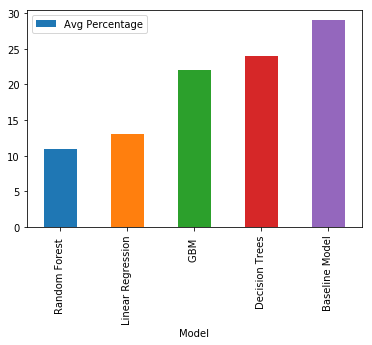 Avg Percentage
30
25
20
15
10
5
0
Random Forest
Linear Regression
GBM
Decision Trees
Baseline Model
Model